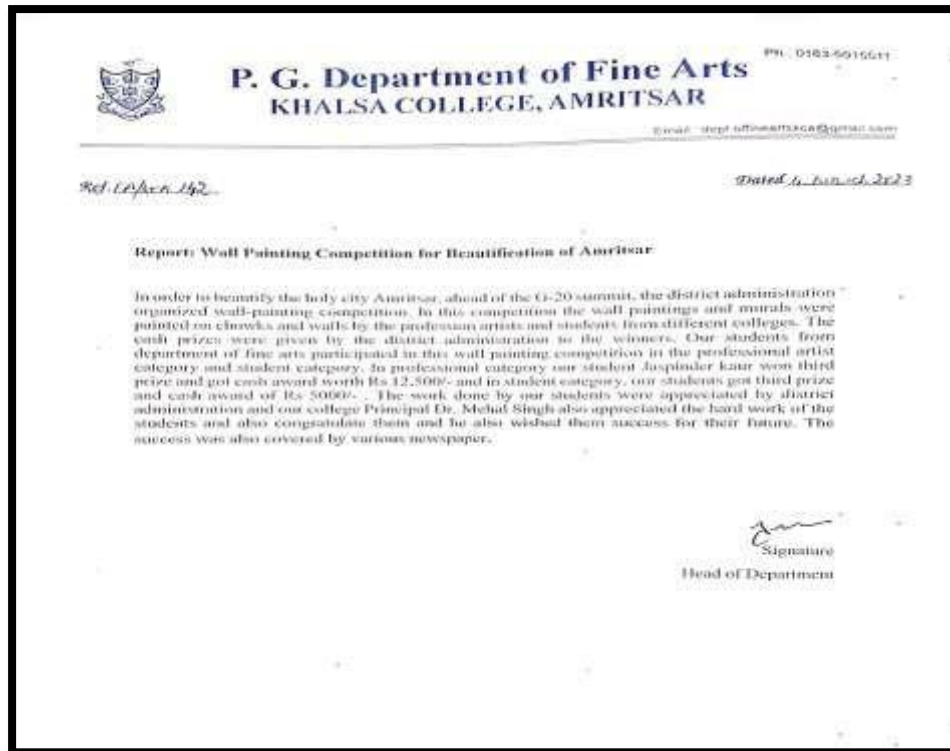 P. G. Department of Fine Arts
KHALSA COLLEGE, AMRITSAR
Ref.
Dated 2023
Report: Wall Painting Competition for Beautification of Amritsar
In order to beautify the holy city Amritsar, ahead of the G-20 summit, the district administration
organized wall-painting competition. In this competition the wall paintings and murals were
painted on chowks and walls by the profession artists and students from different colleges. The
cash prizes were given by the district administration to the winners. Our students from
department of fine arts participated in this wall painting competition in the professional artist
category and student category. In professional category our student Jaspinder kaur won third
prize and got cash award worth Rs 12,500/- and in student category, our students got third prize
and cash award of Rs 5000/- . The work done by our students were appreciated by district
administration and our college Principal Dr. Mehal Singh also appreciated the hard work of the
students and also congratulate them and he also wished them success for their future. The
success was also covered by various newspaper.
Signature
Head of Department